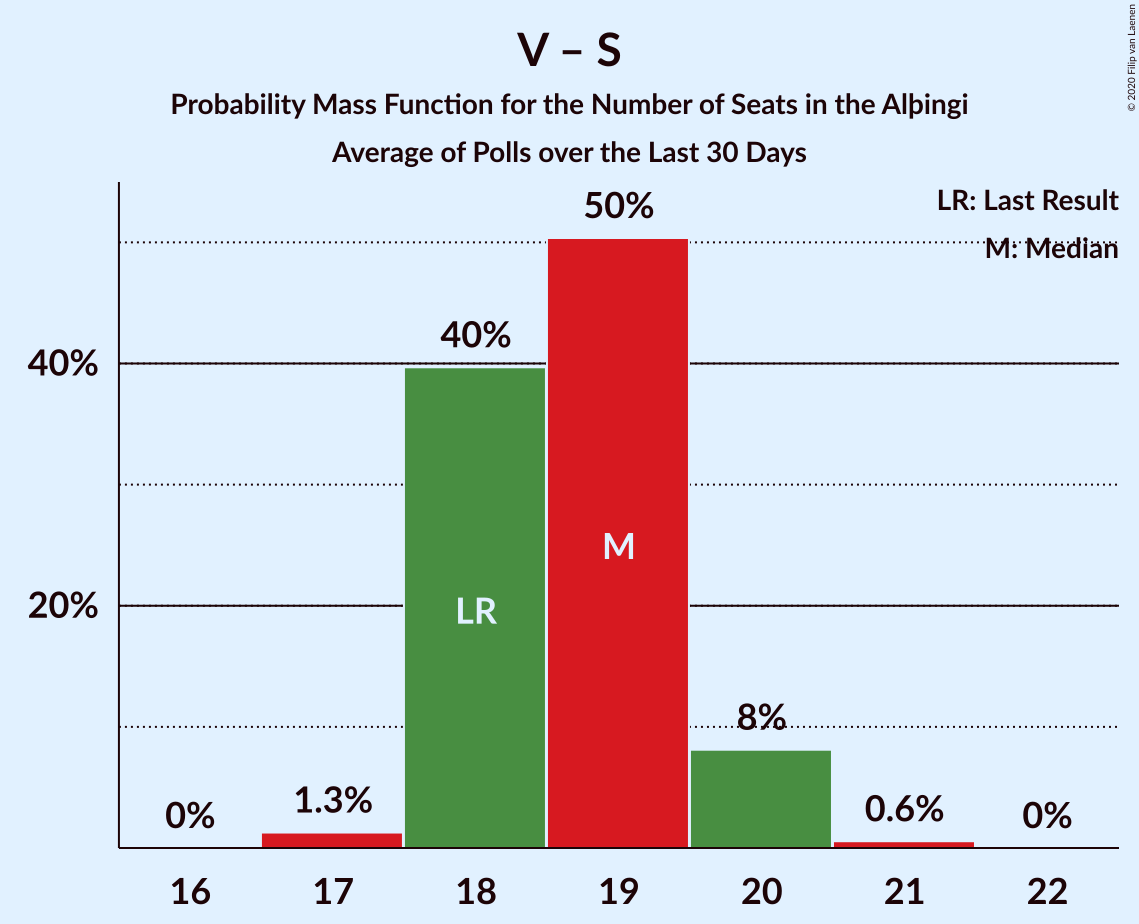 V – S
Probability Mass Function for the Number of Seats in the Alþingi
Average of Polls over the Last 30 Days
© 2020 Filip van Laenen
LR: Last Result
M: Median
50%
40%
40%
M
LR
20%
8%
1.3%
0.6%
0%
0%
16 17 18 19 20 21 22